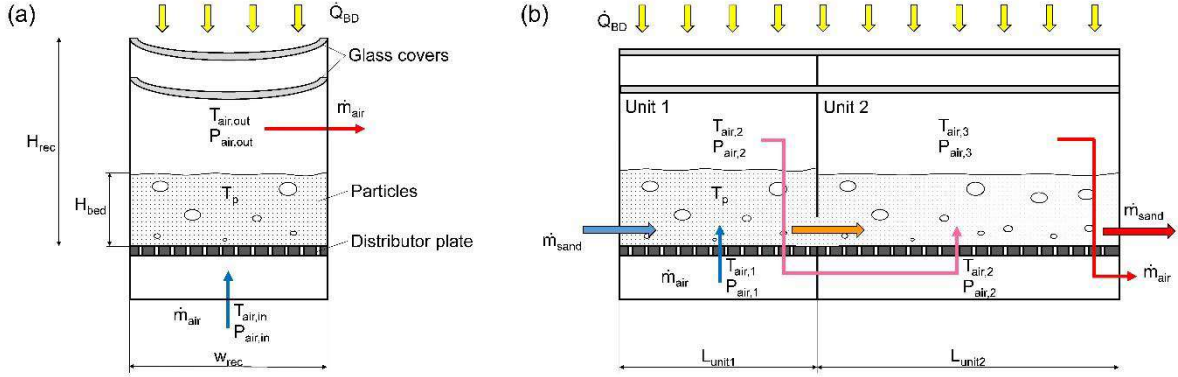 (a)
Q̇BD
Glass covers
Tair,out
Pair,out
ṁair
Hrec
Hbed
Tp
Particles
Distributor plate
ṁair
Tair,in
Pair,in
wrec
(b)
Q̇BD
Unit 1
Unit 2
Tair,2
Pair,2
Tair,3
Pair,3
Tp
ṁsand
ṁsand
ṁair
Tair,1
Pair,1
Tair,2
Pair,2
ṁair
Lunit1
Lunit2